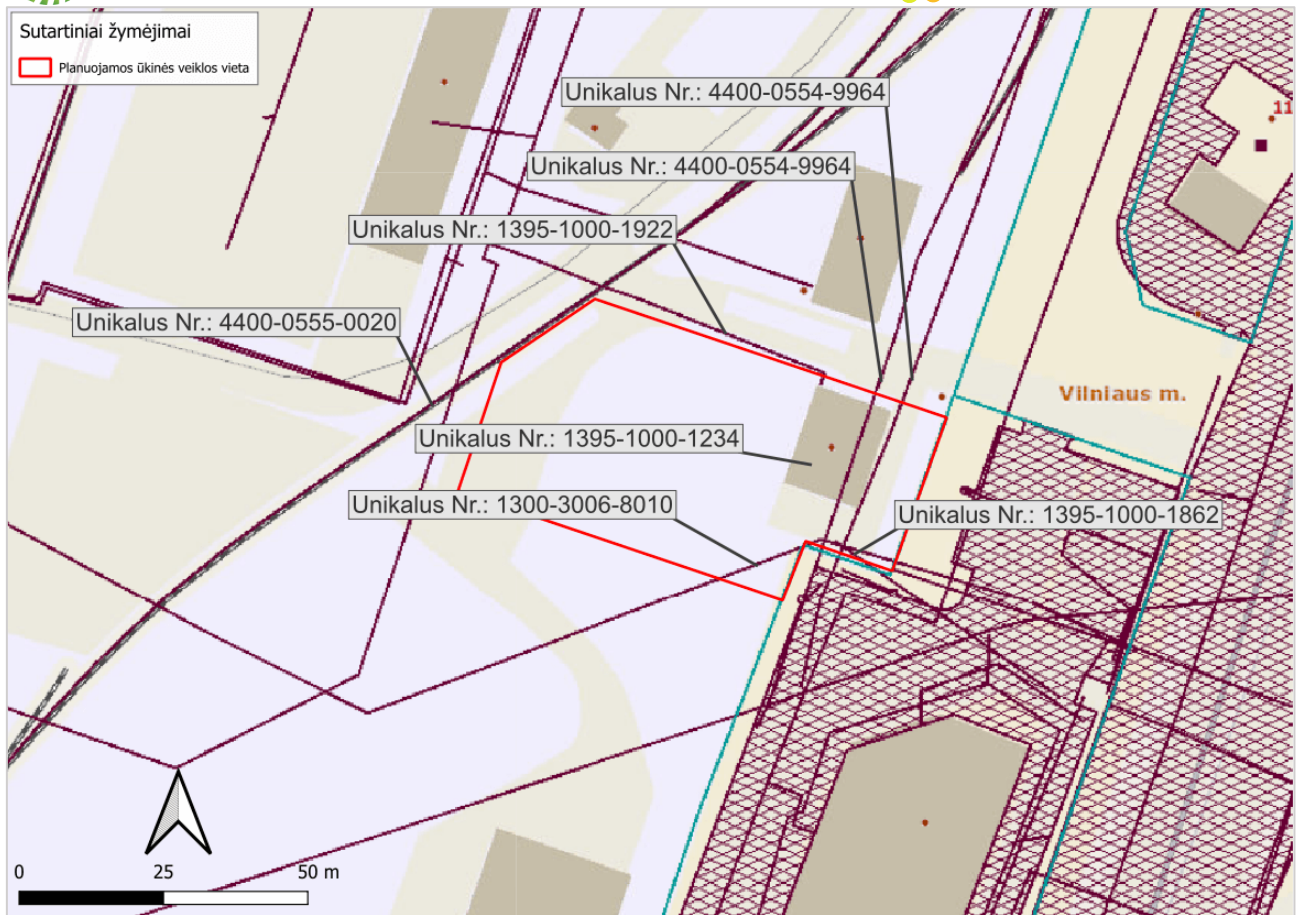 Sutartiniai žymėjimai
Planuojamos ūkinės veiklos vieta
Unikalus Nr.: 4400-0554-9964
11
Unikalus Nr.: 4400-0554-9964
Unikalus Nr.: 1395-1000-1922
Unikalus Nr.: 4400-0555-0020
Vilniaus m.
Unikalus Nr.: 1395-1000-1234
Unikalus Nr.: 1300-3006-8010
Unikalus Nr.: 1395-1000-1862
0 25 50 m